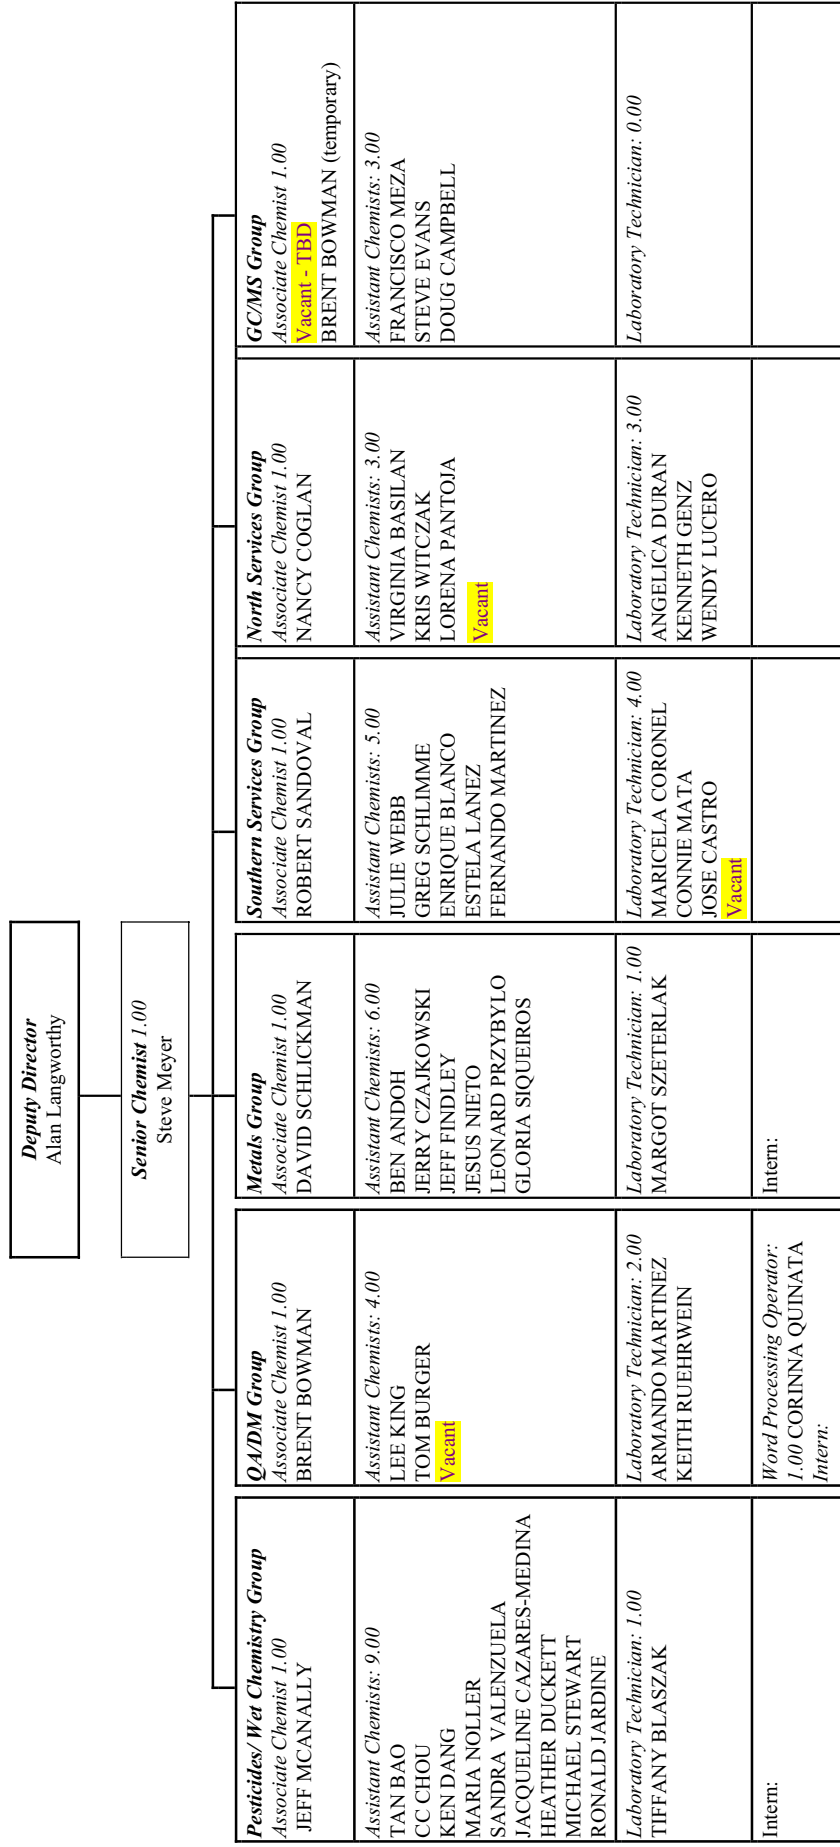 Deputy Director
Alan Langworthy
Senior Chemist 1.00
Steve Meyer
Pesticides/ Wet Chemistry Group
Associate Chemist 1.00
JEFF MCANALLY
Assistant Chemists: 9.00
TAN BAO
CC CHOU
KEN DANG
MARIA NOLLER
SANDRA VALENZUELA
JACQUELINE CAZARES-MEDINA
HEATHER DUCKETT
MICHAEL STEWART
RONALD JARDINE
Laboratory Technician: 1.00
TIFFANY BLASZAK
Intern:
QA/DM Group
Associate Chemist 1.00
BRENT BOWMAN
Assistant Chemists: 4.00
LEE KING
TOM BURGER
Vacant
Laboratory Technician: 2.00
ARMANDO MARTINEZ
KEITH RUEHRWEIN
Word Processing Operator:
1.00 CORINNA QUINATA
Intern:
Metals Group
Associate Chemist 1.00
DAVID SCHLICKMAN
Assistant Chemists: 6.00
BEN ANDOH
JERRY CZAJKOWSKI
JEFF FINDLEY
JESUS NIETO
LEONARD PRZYBYLO
GLORIA SIQUEIROS
Laboratory Technician: 1.00
MARGOT SZETERLAK
Intern:
Southern Services Group
Associate Chemist 1.00
ROBERT SANDOVAL
Assistant Chemists: 5.00
JULIE WEBB
GREG SCHLIMME
ENRIQUE BLANCO
ESTELA LANEZ
FERNANDO MARTINEZ
Laboratory Technician: 4.00
MARICELA CORONEL
CONNIE MATA
JOSE CASTRO
Vacant
North Services Group
Associate Chemist 1.00
NANCY COGLAN
Assistant Chemists: 3.00
VIRGINIA BASILAN
KRIS WITCZAK
LORENA PANTOJA
Vacant
Laboratory Technician: 3.00
ANGELICA DURAN
KENNETH GENZ
WENDY LUCERO
GC/MS Group
Associate Chemist 1.00
Vacant - TBD
BRENT BOWMAN (temporary)
Assistant Chemists: 3.00
FRANCISCO MEZA
STEVE EVANS
DOUG CAMPBELL
Laboratory Technician: 0.00